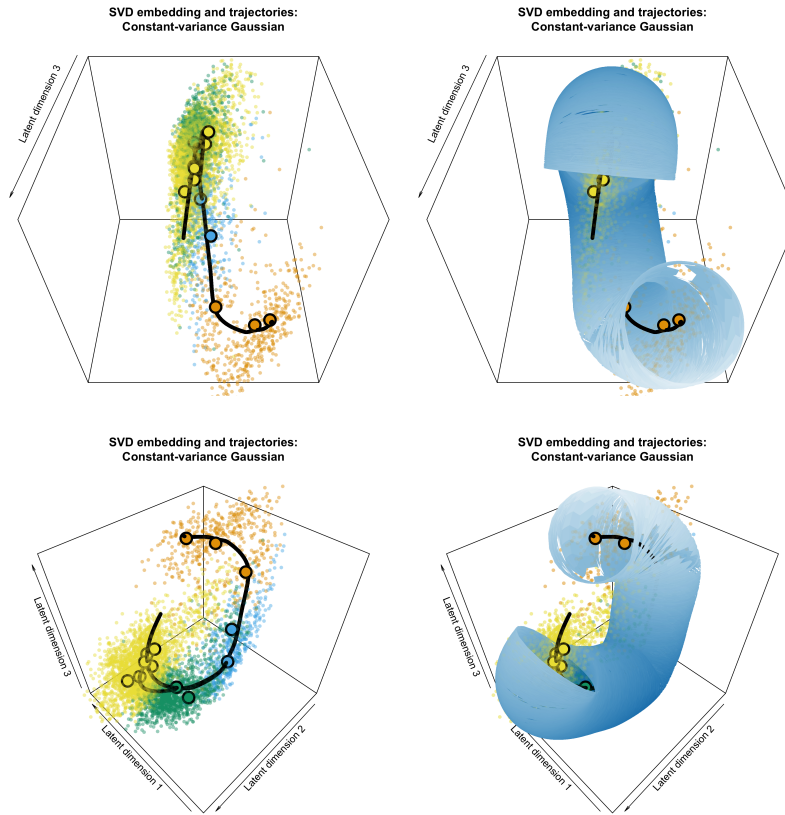 SVD embedding and trajectories:
Constant-variance Gaussian
Latent dimension 3
SVD embedding and trajectories:
Constant-variance Gaussian
Latent dimension 3
SVD embedding and trajectories:
Constant-variance Gaussian
Latent dimension 3
Latent dimension 1
Latent dimension 2
SVD embedding and trajectories:
Constant-variance Gaussian
Latent dimension 3
Latent dimension 1
Latent dimension 2